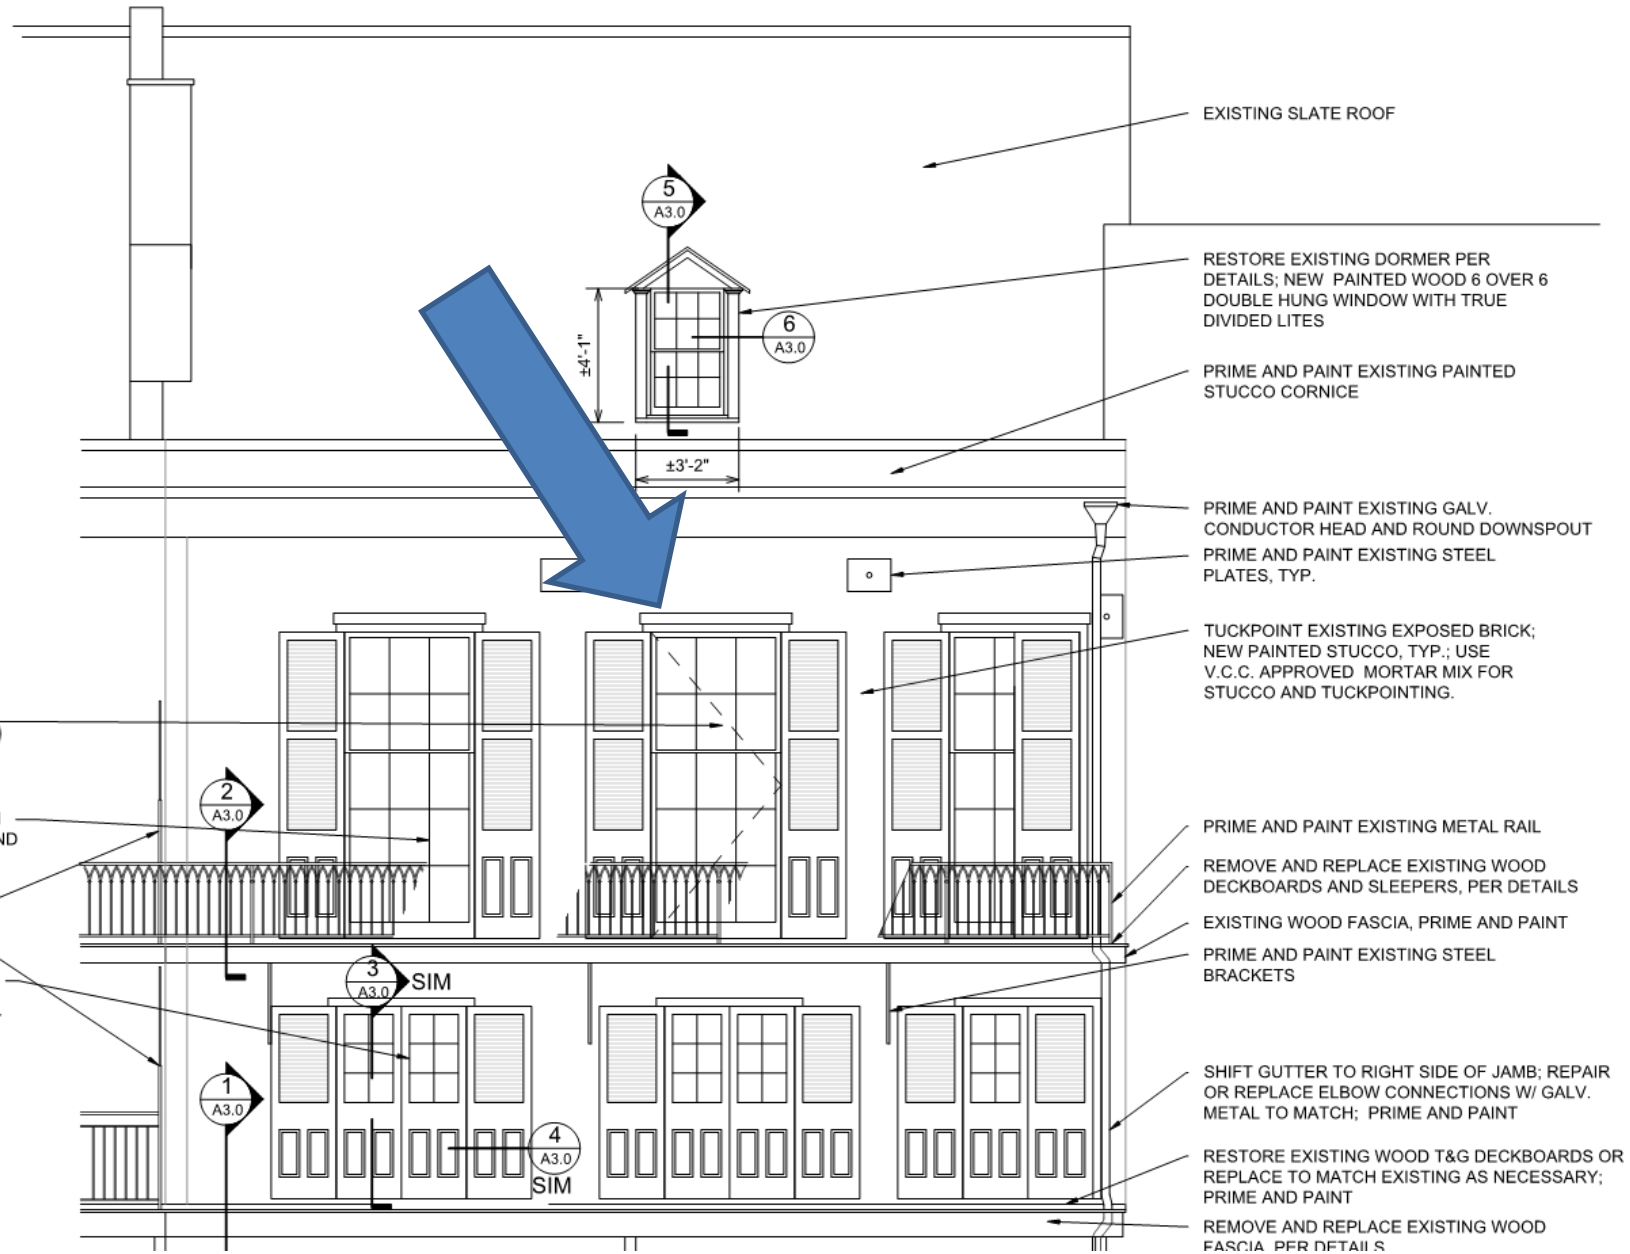 EXISTING SLATE ROOF
5
A3.0
RESTORE EXISTING DORMER PER
DETAILS; NEW PAINTED WOOD 6 OVER 6
DOUBLE HUNG WINDOW WITH TRUE
DIVIDED LITES
6
A3.0
±4'-1"
PRIME AND PAINT EXISTING PAINTED
STUCCO CORNICE
±3'-2"
PRIME AND PAINT EXISTING GALV.
CONDUCTOR HEAD AND ROUND DOWNSPOUT
PRIME AND PAINT EXISTING STEEL
PLATES, TYP.
TUCKPOINT EXISTING EXPOSED BRICK;
NEW PAINTED STUCCO, TYP.; USE
V.C.C. APPROVED MORTAR MIX FOR
STUCCO AND TUCKPOINTING.
2
A3.0
ND
PRIME AND PAINT EXISTING METAL RAIL
REMOVE AND REPLACE EXISTING WOOD
DECKBOARDS AND SLEEPERS, PER DETAILS
EXISTING WOOD FASCIA, PRIME AND PAINT
PRIME AND PAINT EXISTING STEEL
BRACKETS
3
A3.0
SIM
1
A3.0
SHIFT GUTTER TO RIGHT SIDE OF JAMB; REPAIR
OR REPLACE ELBOW CONNECTIONS W/ GALV.
METAL TO MATCH; PRIME AND PAINT
4
A3.0
SIM
RESTORE EXISTING WOOD T&G DECKBOARDS OR
REPLACE TO MATCH EXISTING AS NECESSARY;
PRIME AND PAINT
REMOVE AND REPLACE EXISTING WOOD
FASCIA, PER DETAILS